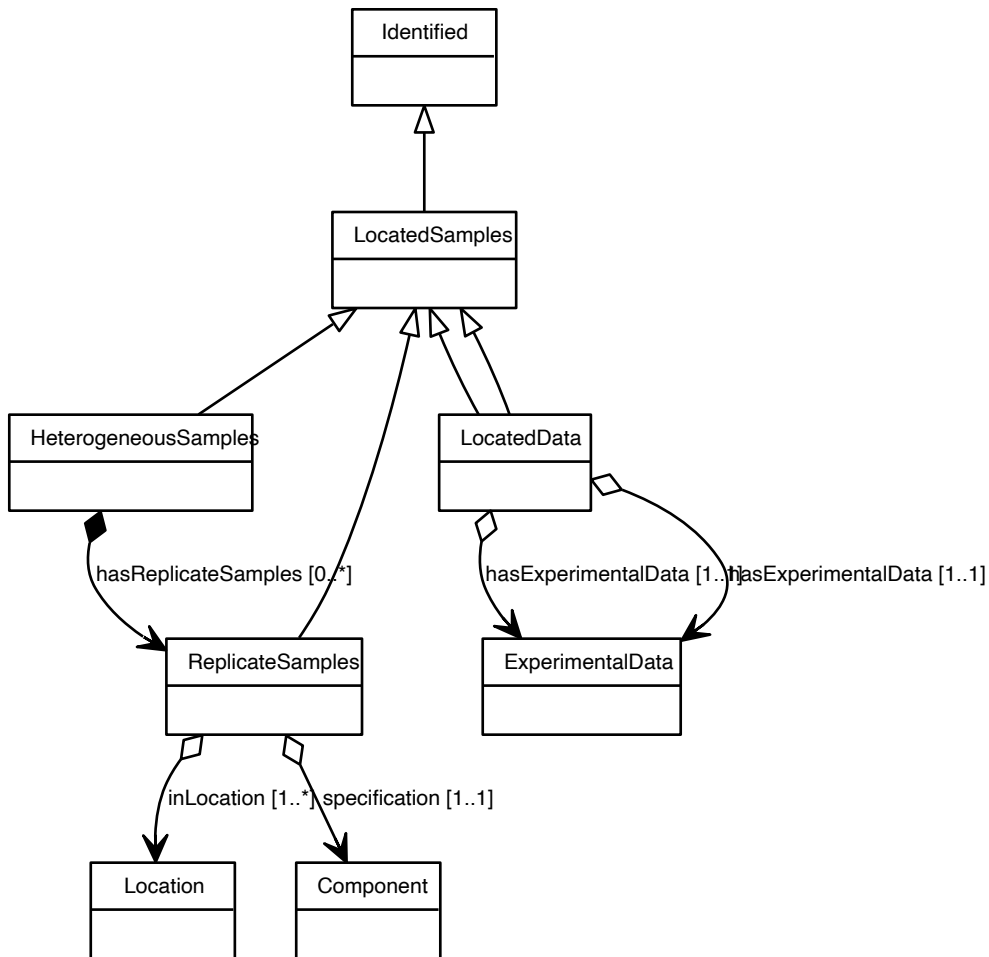 Identified
LocatedSamples
HeterogeneousSamples
LocatedData
hasReplicateSamples [0..*]
hasExperimentalData [1..1]
hasExperimentalData [1..1]
ReplicateSamples
ExperimentalData
inLocation [1..*]
specification [1..1]
Location
Component